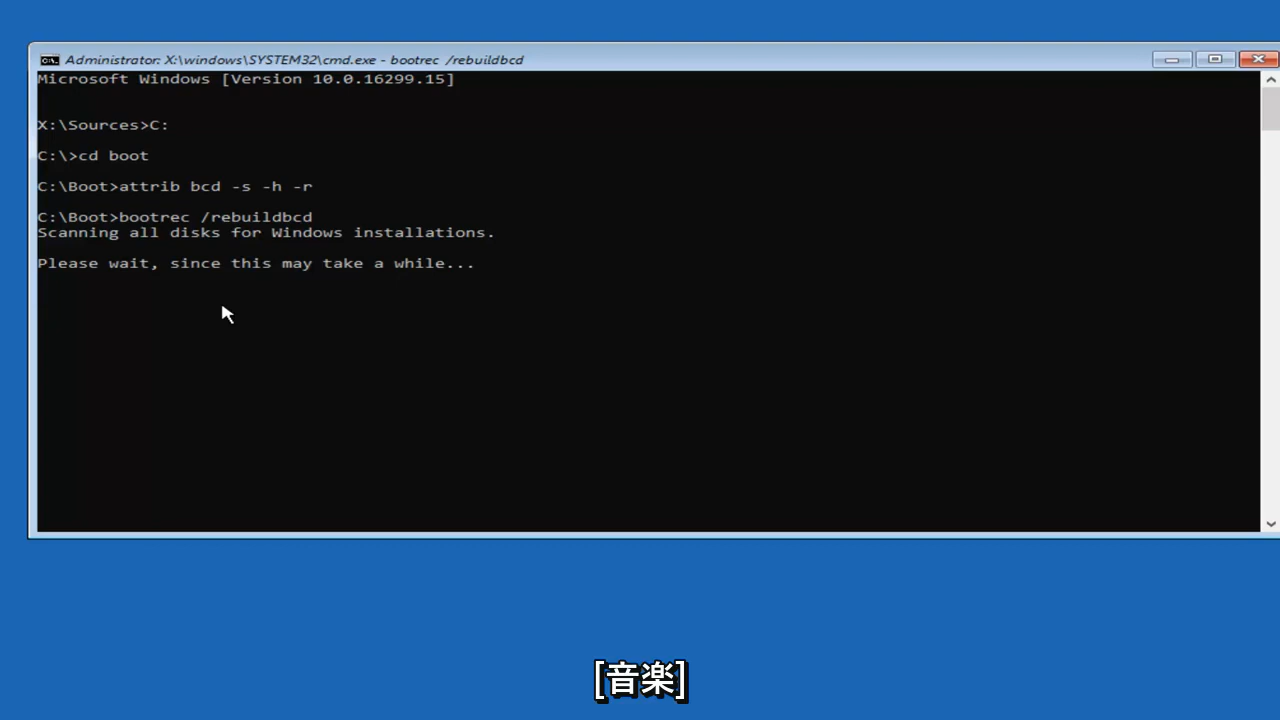 Administrator: X:\windows\SYSTEM32\cmd.exe - bootrec /rebuildbcd
Microsoft Windows [Version 10.0.16299.15]
X:\Sources>C:
C:\>cd boot
C:\Boot>attrib bcd -s -h -r
C:\Boot>bootrec /rebuildbcd
Scanning all disks for Windows installations.
Please wait, since this may take a while...
[音楽]